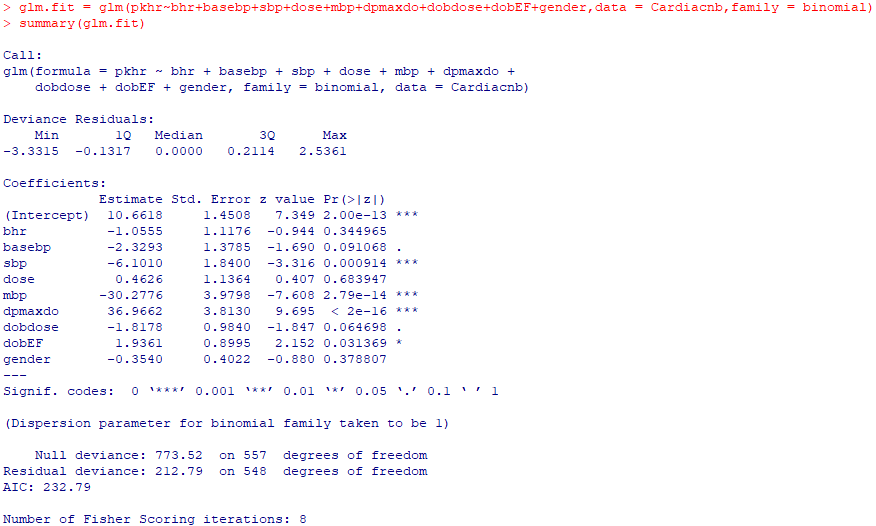 > glm.fit = glm(pkhr~bhr+basebp+sbp+dose+mbp+dpmaxdo+dobdose+dobEF+gender,data = Cardiacnb,family = binomial)
> summary(glm.fit)

Call:
glm(formula = pkhr ~ bhr + basebp + sbp + dose + mbp + dpmaxdo +
    dobdose + dobEF + gender, family = binomial, data = Cardiacnb)

Deviance Residuals:
    Min      1Q  Median      3Q     Max
-3.3315 -0.1317  0.0000  0.2114  2.5361

Coefficients:
            Estimate Std. Error z value Pr(>|z|)
(Intercept)  10.6618     1.4508   7.349 2.00e-13 ***
bhr          -1.0555     1.1176  -0.944 0.344965
basebp       -2.3293     1.3785  -1.690 0.091068 .
sbp          -6.1010     1.8400  -3.316 0.000914 ***
dose          0.4626     1.1364   0.407 0.683947
mbp         -30.2776     3.9798  -7.608 2.79e-14 ***
dpmaxdo      36.9662     3.8130   9.695  < 2e-16 ***
dobdose      -1.8178     0.9840  -1.847 0.064698 .
dobEF         1.9361     0.8995   2.152 0.031369 *
gender       -0.3540     0.4022  -0.880 0.378807
---
Signif. codes:  0 ‘***’ 0.001 ‘**’ 0.01 ‘*’ 0.05 ‘.’ 0.1 ‘ ’ 1

(Dispersion parameter for binomial family taken to be 1)

    Null deviance: 773.52  on 557  degrees of freedom
Residual deviance: 212.79  on 548  degrees of freedom
AIC: 232.79

Number of Fisher Scoring iterations: 8